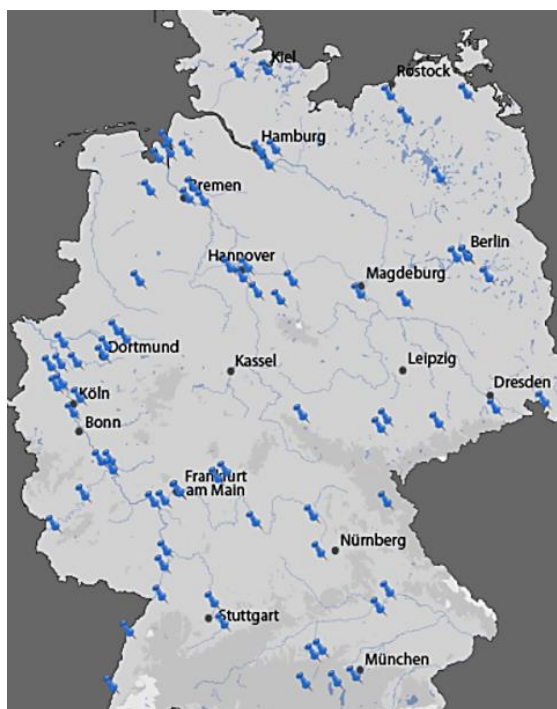 Kiel
Rostock
Hamburg
Bremen
Berlin
Hannover
Magdeburg
Dortmund
Kassel
Leipzig
Dresden
Köln
Bonn
Frankfurt
am Main
Nürnberg
Stuttgart
München